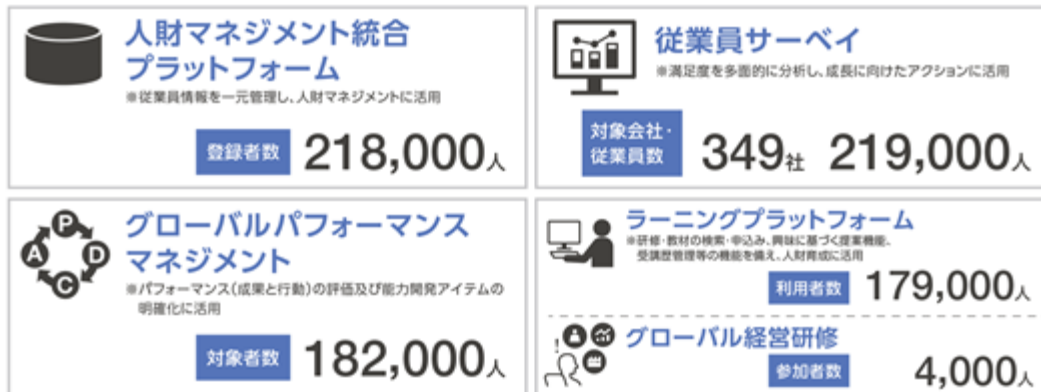 人財マネジメント統合
プラットフォーム
※従業員情報を一元管理し、人財マネジメントに活用
登録者数 218,000人
従業員サーベイ
※満足度を多面的に分析し、成長に向けたアクションに活用
対象会社・
従業員数
349社 219,000人
P
A
D
C
グローバルパフォーマンス
マネジメント
※パフォーマンス(成果と行動)の評価及び能力開発アイテムの
明確化に活用
対象者数 182,000人
ラーニングプラットフォーム
※研修・教材の検索・申込み、興味に基づく提案機能、
受講歴管理等の機能を備え、人財育成に活用
利用者数 179,000人
グローバル経営研修
参加者数 4,000人